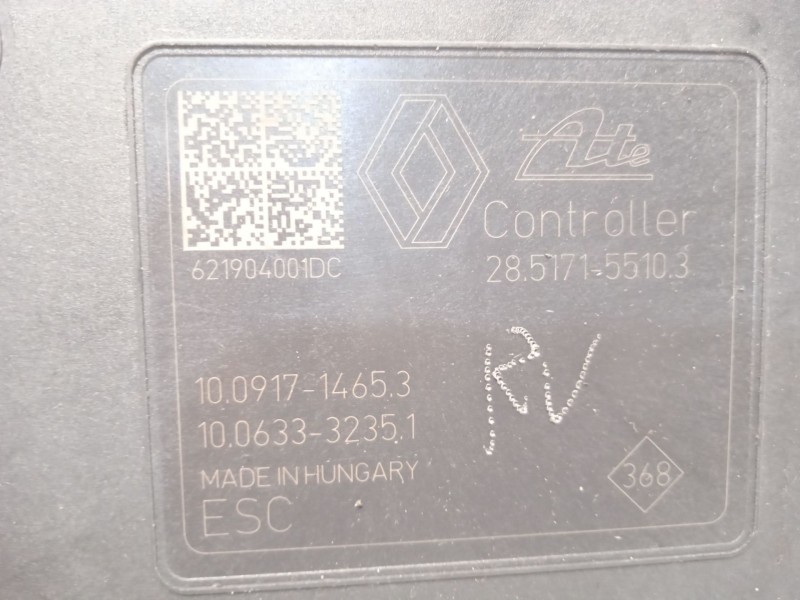 Ate
Controller
621904001DC
28.5171-5510.3
RV
10.0917-1465.3
10.0633-3235.1
MADE IN HUNGARY
ESC
368